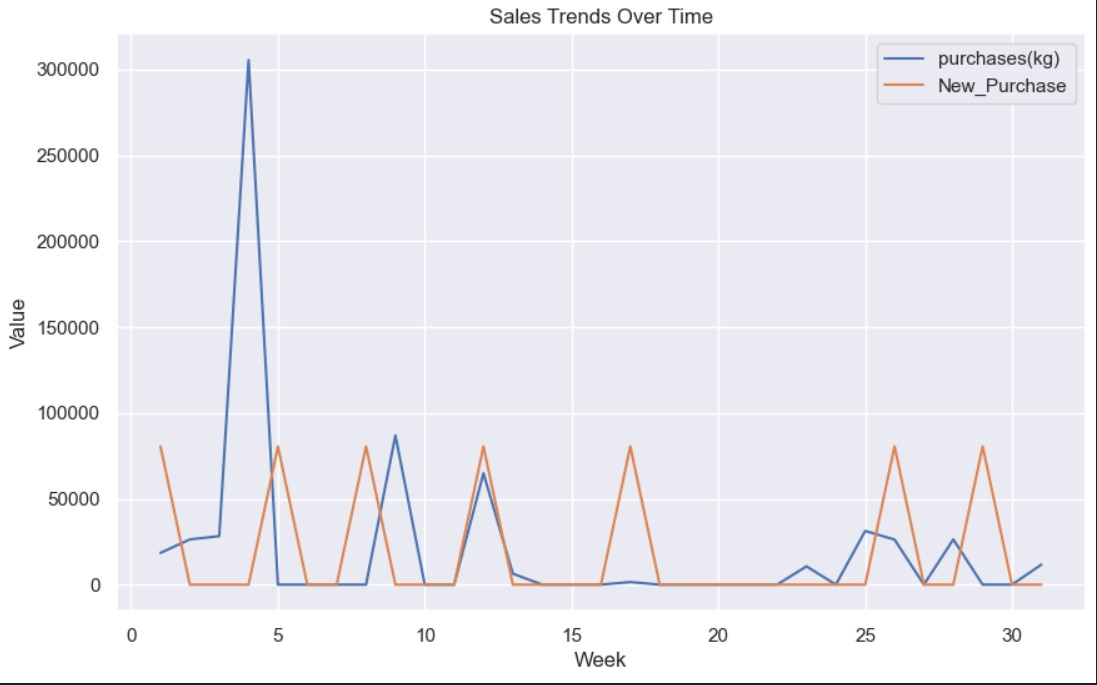 Sales Trends Over Time
purchases(kg)
New_Purchase
300000
250000
200000
150000
100000
50000
0
Value
0 5 10 15 20 25 30
Week